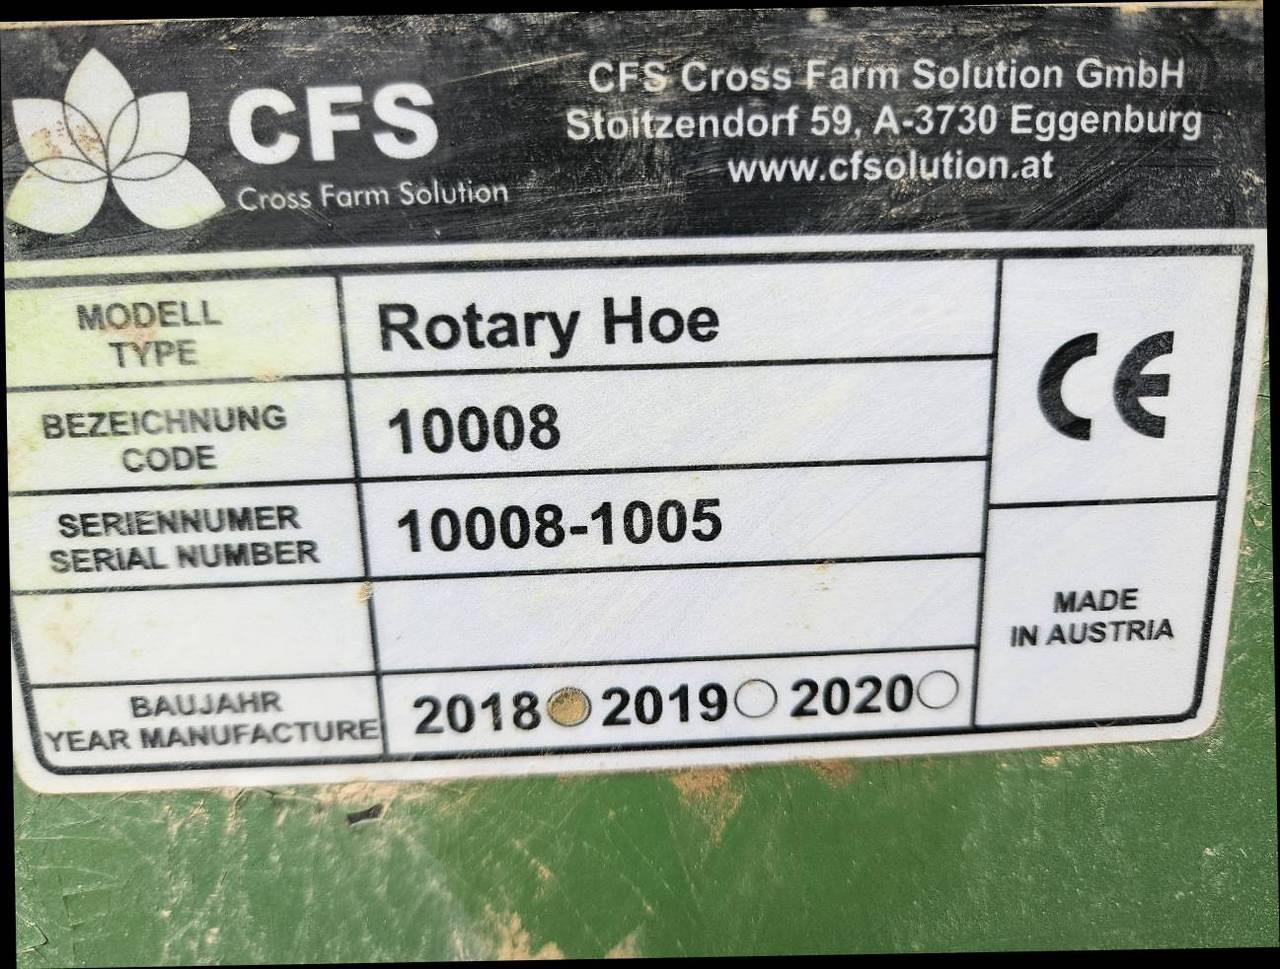 CFS
Cross Farm Solution
CFS Cross Farm Solution GmbH
Stoitzendorf 59, A-3730 Eggenburg
www.cfsolution.at
MODELL
TYPE
Rotary Hoe
BEZEICHNUNG
CODE
10008
SERIENNUMER
SERIAL NUMBER
10008-1005
BAUJAHR
YEAR MANUFACTURE
2018 2019 2020
CE
MADE
IN AUSTRIA